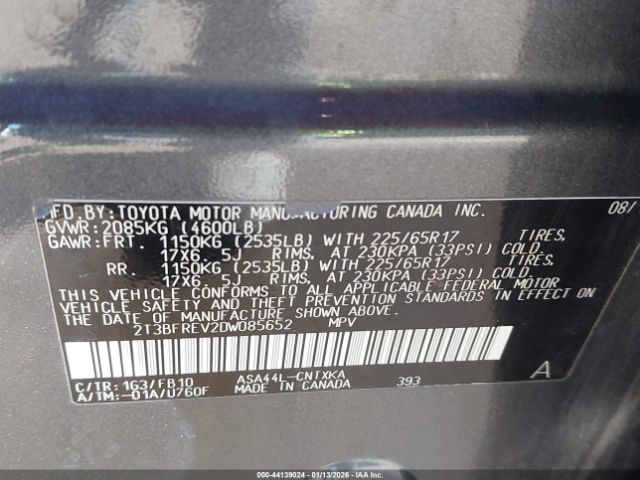 MFD.BY:TOYOTA MOTOR MANUFACTURING CANADA INC. 08/
GVWR:2085KG (4600LB)
GAWR:FRT. 1150KG (2535LB) WITH 225/65R17 TIRES,
17X6.5J RIMS, AT 230KPA (33PSI) COLD.
RR. 1150KG (2535LB) WITH 225/65R17 TIRES,
17X6.5J RIMS, AT 230KPA (33PSI) COLD.
THIS VEHICLE CONFORMS TO ALL APPLICABLE FEDERAL MOTOR
VEHICLE SAFETY AND THEFT PREVENTION STANDARDS IN EFFECT ON
THE DATE OF MANUFACTURE SHOWN ABOVE.
2T3BFREV2DW085652 MPV
C/TR:1G3/FB10 ASA44L-CNTXKA 393 A
A/TM:-01A/U760F MADE IN CANADA
000-44139024 | 01/13/2026 - IAA Inc.